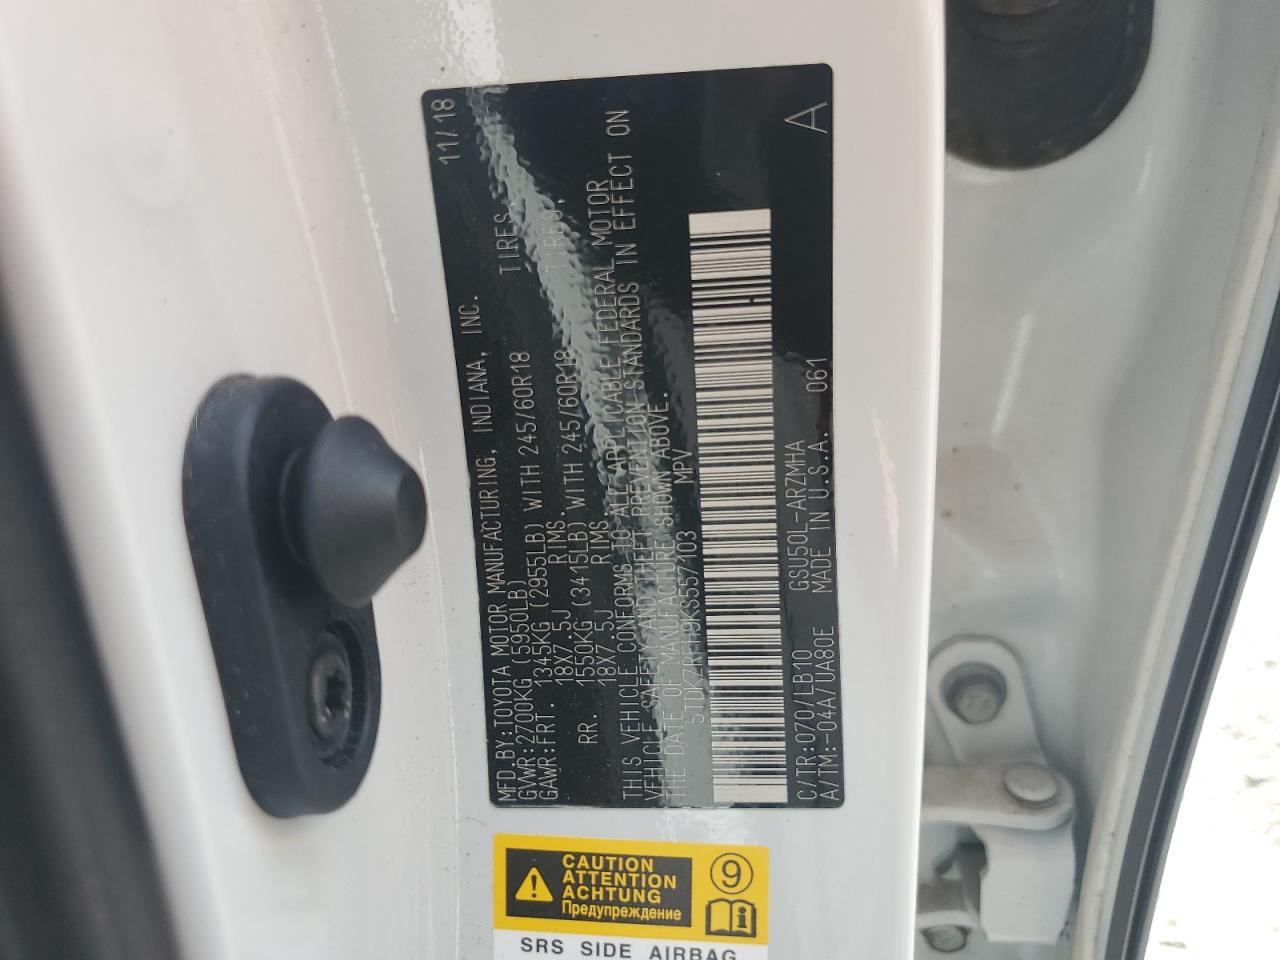 MFD.BY:TOYOTA MOTOR MANUFACTURING, INDIANA, INC. 11/18
GWVR:2700KG (5950LB)
GAWR:FRT. 1345KG (2955LB) WITH 245/60R18 TIRES,
18X7.5J RIMS.
RR. 1550KG (3415LB) WITH 245/60R18 TIRES,
18X7.5J RIMS.
THIS VEHICLE CONFORMS TO ALL APPLICABLE FEDERAL MOTOR
VEHICLE SAFETY AND THEFT PREVENTION STANDARDS IN EFFECT ON
THE DATE OF MANUFACTURE SHOWN ABOVE.
5TDKZRFH9KS557103 MPV
C/TR:070/LB10 GSU50L-ARZMHA 061
A/TM:-04A/UA80E MADE IN U.S.A. A
CAUTION
ATTENTION
ACHTUNG
Предупреждение
9
SRS SIDE AIRBAG